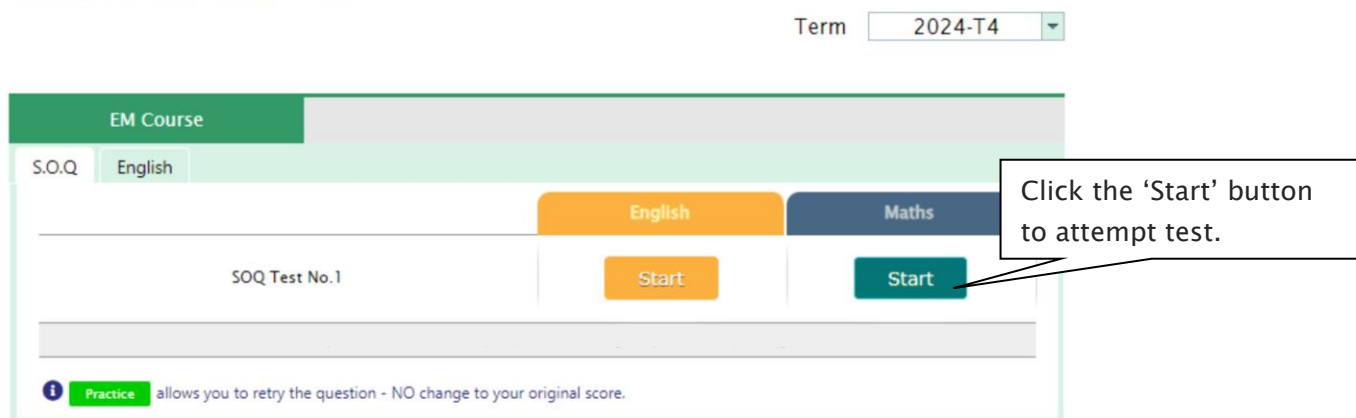 Term 2024-T4
EM Course
S.O.Q English
English Maths
Click the ‘Start’ button
to attempt test.
SOQ Test No.1 Start Start
Practice allows you to retry the question - NO change to your original score.